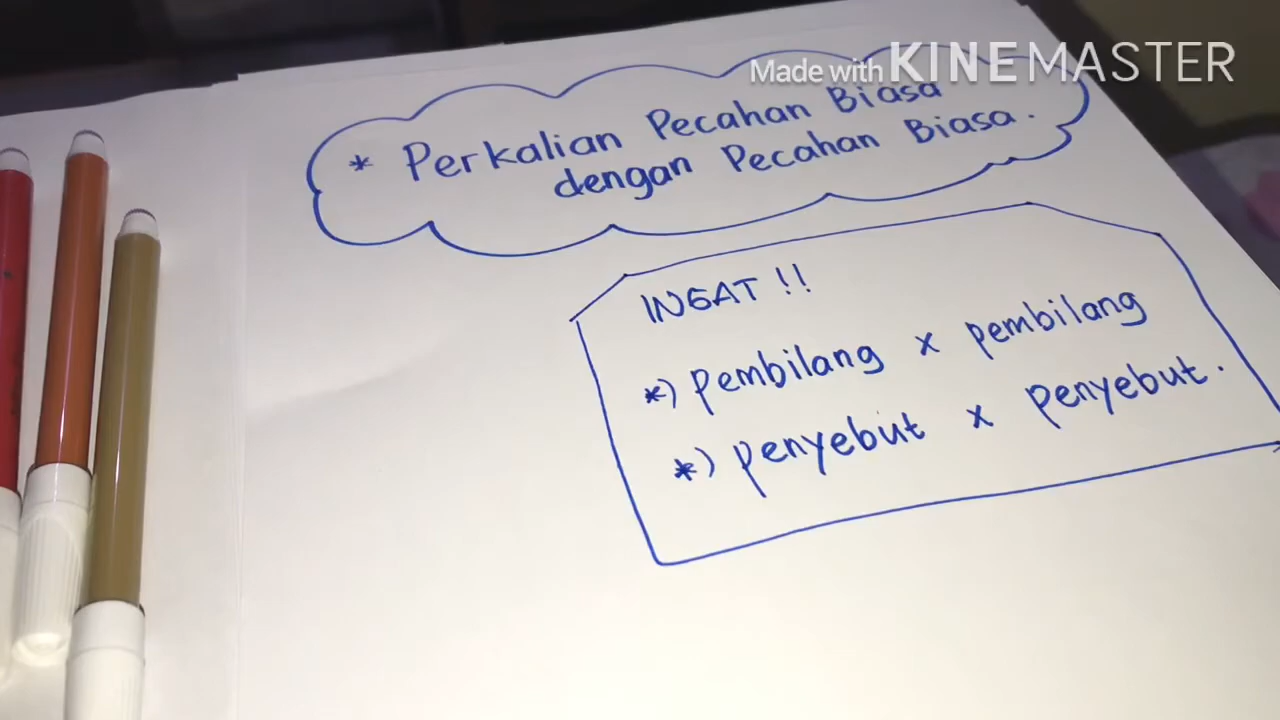 Made with KINEMASTER
* Perkalian Pecahan Biasa
dengan Pecahan Biasa.
INGAT !!
*) pembilang x pembilang
*) penyebut x penyebut.